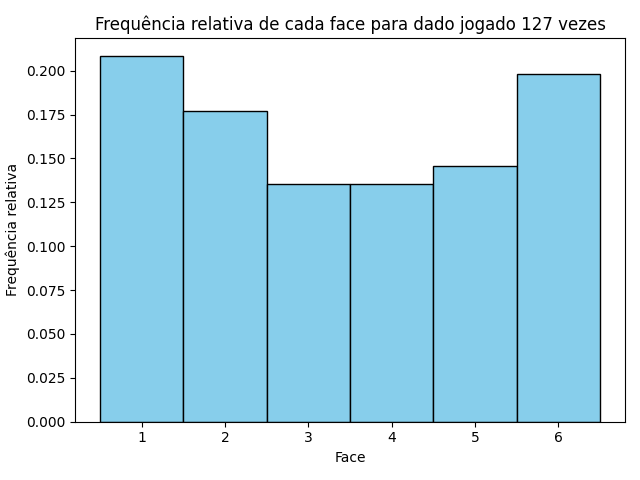 Frequência relativa de cada face para dado jogado 127 vezes
0.200
0.175
0.150
0.125
0.100
0.075
0.050
0.025
0.000
Frequência relativa
1 2 3 4 5 6
Face